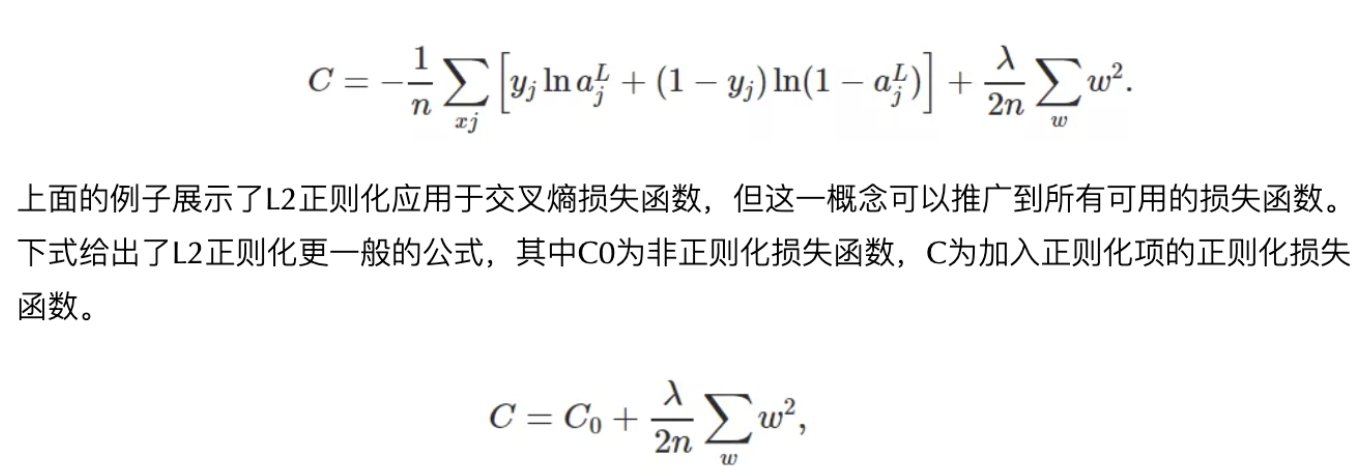 C = -\frac{1}{n} \sum_{xj} \left[ y_j \ln a_j^L + (1 - y_j) \ln(1 - a_j^L) \right] + \frac{\lambda}{2n} \sum_w w^2.
上面的例子展示了L2正则化应用于交叉熵损失函数，但这一概念可以推广到所有可用的损失函数。
下式给出了L2正则化更一般的公式，其中C0为非正则化损失函数，C为加入正则化项的正则化损失
函数。
C = C_0 + \frac{\lambda}{2n} \sum_w w^2,